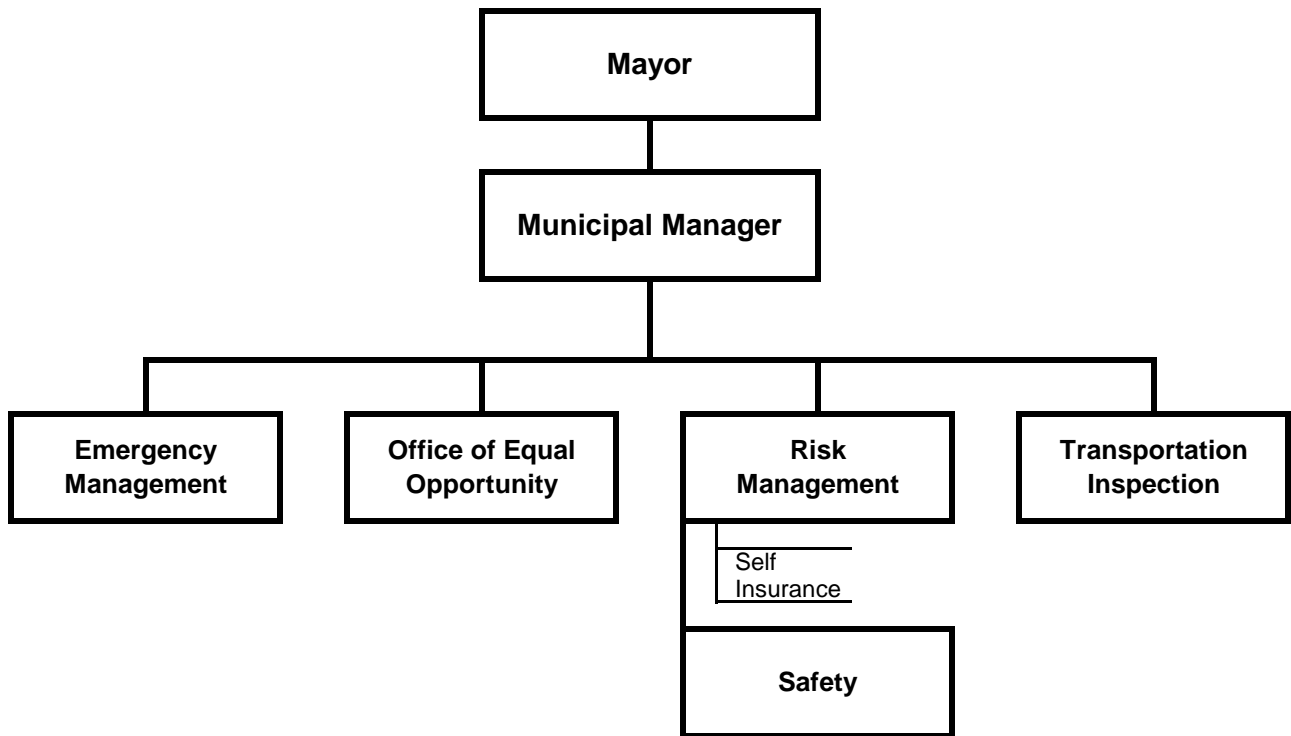 Mayor
Municipal Manager
Emergency
Management
Office of Equal
Opportunity
Risk
Management
Transportation
Inspection
Self
Insurance
Safety